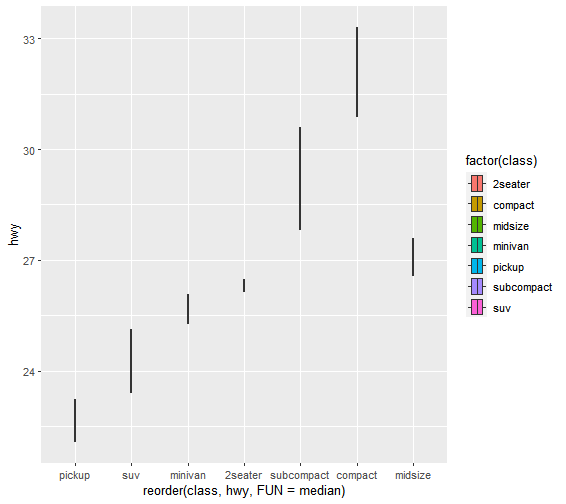 33
30
27
24
hwy
pickup suv minivan 2seater subcompact compact midsize
reorder(class, hwy, FUN = median)
factor(class)
2seater
compact
midsize
minivan
pickup
subcompact
suv